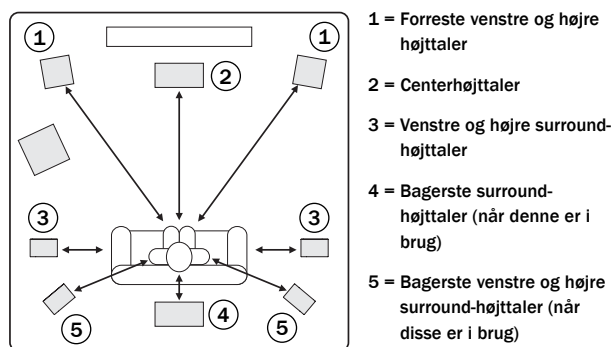 1
1
2
3
3
5
4
5
1 = Forreste venstre og højre
højttaler
2 = Centerhøjttaler
3 = Venstre og højre surround-
højttaler
4 = Bagerste surround-
højttaler (når denne er i
brug)
5 = Bagerste venstre og højre
surround-højttaler (når
disse er i brug)